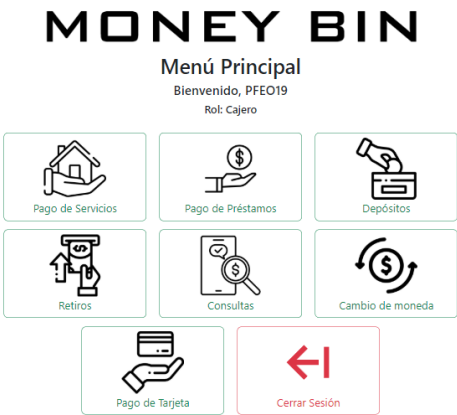 MONEY BIN
Menú Principal
Bienvenido, PFEO19
Rol: Cajero
Pago de Servicios
Pago de Préstamos
Depósitos
Retiros
Consultas
Cambio de moneda
Pago de Tarjeta
Cerrar Sesión